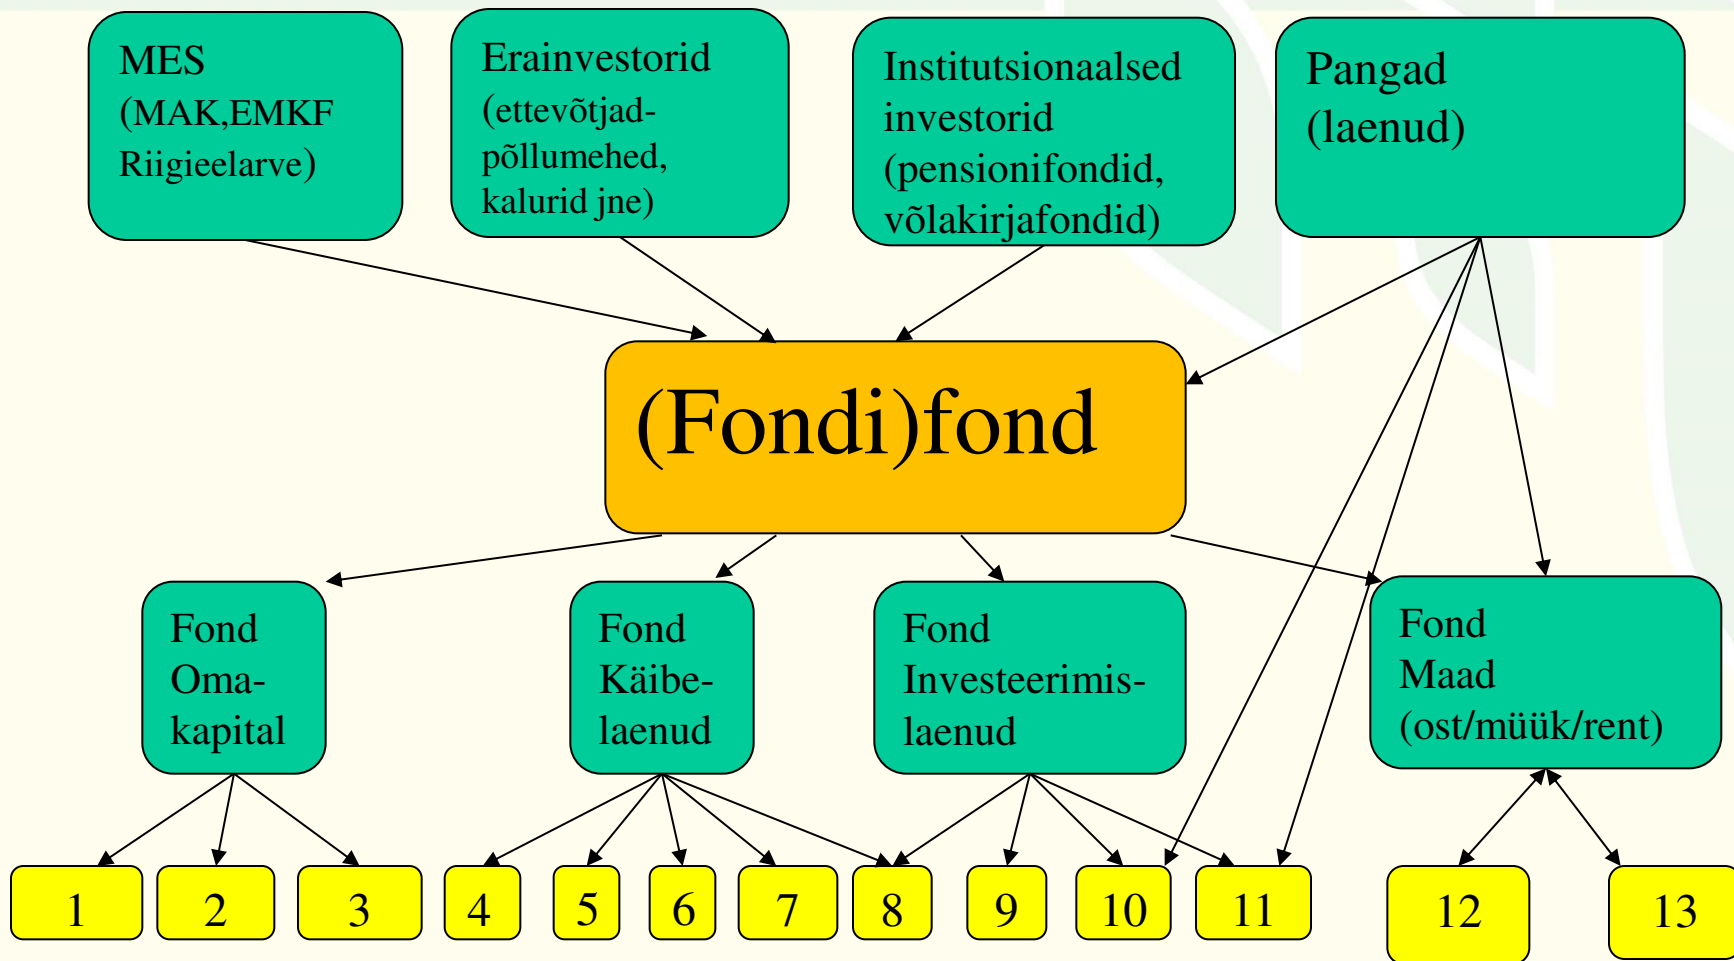 MES
(MAK,EMKF
Riigieelarve)
Erainvestorid
(ettevõtjad-
põllumehed,
kalurid jne)
Institutsionaalsed
investorid
(pensionifondid,
võlakirjafondid)
Pangad
(laenud)
(Fondi)fond
Fond
Oma-
kapital
Fond
Käibe-
laenud
Fond
Investeerimis-
laenud
Fond
Maad
(ost/müük/rent)
1
2
3
4
5
6
7
8
9
10
11
12
13